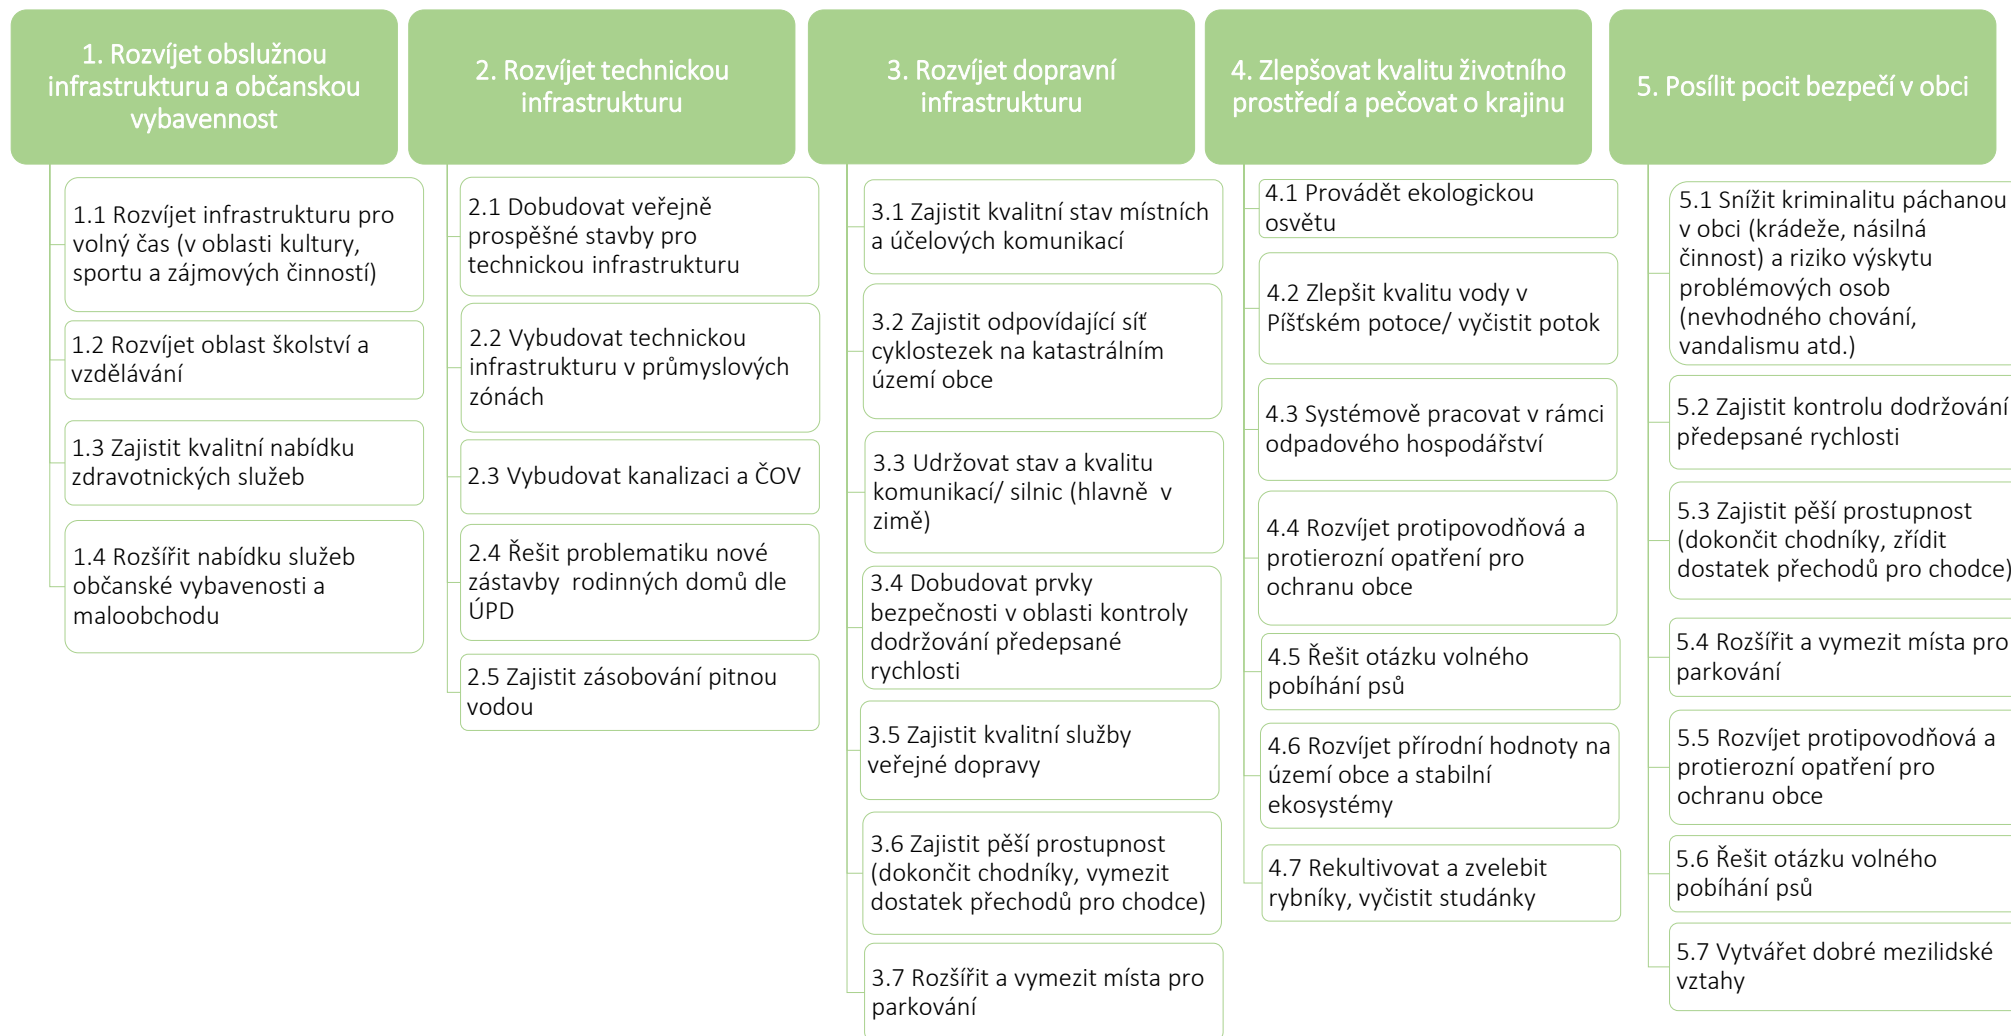 1. Rozvíjet obslužnou
infrastrukturu a občanskou
vybavennost
1.1 Rozvíjet infrastrukturu pro
volný čas (v oblasti kultury,
sportu a zájmových činností)
1.2 Rozvíjet oblast školství a
vzdělávání
1.3 Zajistit kvalitní nabídku
zdravotnických služeb
1.4 Rozšířit nabídku služeb
občanské vybavenosti a
maloobchodu
2. Rozvíjet technickou
infrastrukturu
2.1 Dobudovat veřejně
prospěšné stavby pro
technickou infrastrukturu
2.2 Vybudovat technickou
infrastrukturu v průmyslových
zónách
2.3 Vybudovat kanalizaci a ČOV
2.4 Řešit problematiku nové
zástavby  rodinných domů dle
ÚPD
2.5 Zajistit zásobování pitnou
vodou
3. Rozvíjet dopravní
infrastrukturu
3.1 Zajistit kvalitní stav místních
a účelových komunikací
3.2 Zajistit odpovídající síť
cyklostezek na katastrálním
území obce
3.3 Udržovat stav a kvalitu
komunikací/ silnic (hlavně  v
zimě)
3.4 Dobudovat prvky
bezpečnosti v oblasti kontroly
dodržování předepsané
rychlosti
3.5 Zajistit kvalitní služby
veřejné dopravy
3.6 Zajistit pěší prostupnost
(dokončit chodníky, vymezit
dostatek přechodů pro chodce)
3.7 Rozšířit a vymezit místa pro
parkování
4. Zlepšovat kvalitu životního
prostředí a pečovat o krajinu
4.1 Provádět ekologickou
osvětu
4.2 Zlepšit kvalitu vody v
Píšťském potoce/ vyčistit potok
4.3 Systémově pracovat v rámci
odpadového hospodářství
4.4 Rozvíjet protipovodňová a
protierozní opatření pro
ochranu obce
4.5 Řešit otázku volného
pobíhání psů
4.6 Rozvíjet přírodní hodnoty na
území obce a stabilní
ekosystémy
4.7 Rekultivovat a zvelebit
rybníky, vyčistit studánky
5. Posílit pocit bezpečí v obci
5.1 Snížit kriminalitu páchanou
v obci (krádeže, násilná
činnost) a riziko výskytu
problémových osob
(nevhodného chování,
vandalismu atd.)
5.2 Zajistit kontrolu dodržování
předepsané rychlosti
5.3 Zajistit pěší prostupnost
(dokončit chodníky, zřídit
dostatek přechodů pro chodce)
5.4 Rozšířit a vymezit místa pro
parkování
5.5 Rozvíjet protipovodňová a
protierozní opatření pro
ochranu obce
5.6 Řešit otázku volného
pobíhání psů
5.7 Vytvářet dobré mezilidské
vztahy